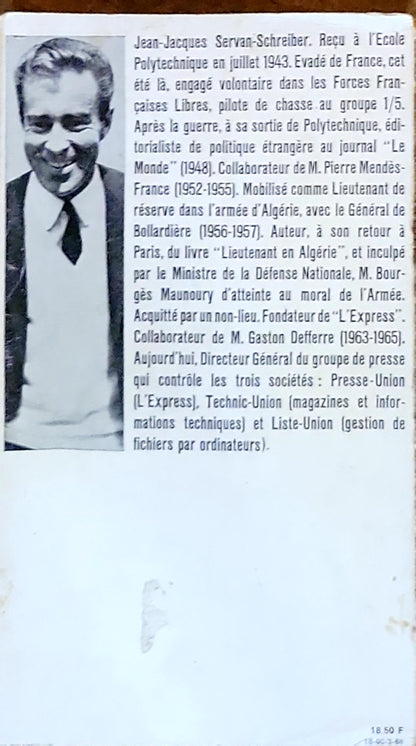 Jean-Jacques Servan-Schreiber. Reçu à l'Ecole
Polytechnique en juillet 1943. Evadé de France, cet
été là, engagé volontaire dans les Forces Fran-
çaises Libres, pilote de chasse au groupe 1/5.
Après la guerre, à sa sortie de Polytechnique, édi-
torialiste de politique étrangère au journal "Le
Monde" (1948). Collaborateur de M. Pierre Mendès-
France (1952-1955). Mobilisé comme Lieutenant de
réserve dans l'armée d'Algérie, avec le Général de
Bollardière (1956-1957). Auteur, à son retour à
Paris, du livre "Lieutenant en Algérie", et inculpé
par le Ministre de la Défense Nationale, M. Bour-
gès Maunoury d'atteinte au moral de l'Armée.
Acquitté par un non-lieu. Fondateur de "L'Express".
Collaborateur de M. Gaston Defferre (1963-1965).
Aujourd'hui, Directeur Général du groupe de presse
qui contrôle les trois sociétés : Presse-Union
(L'Express), Technic-Union (magazines et infor-
mations techniques) et Liste-Union (gestion de
fichiers par ordinateurs).
18.50 F